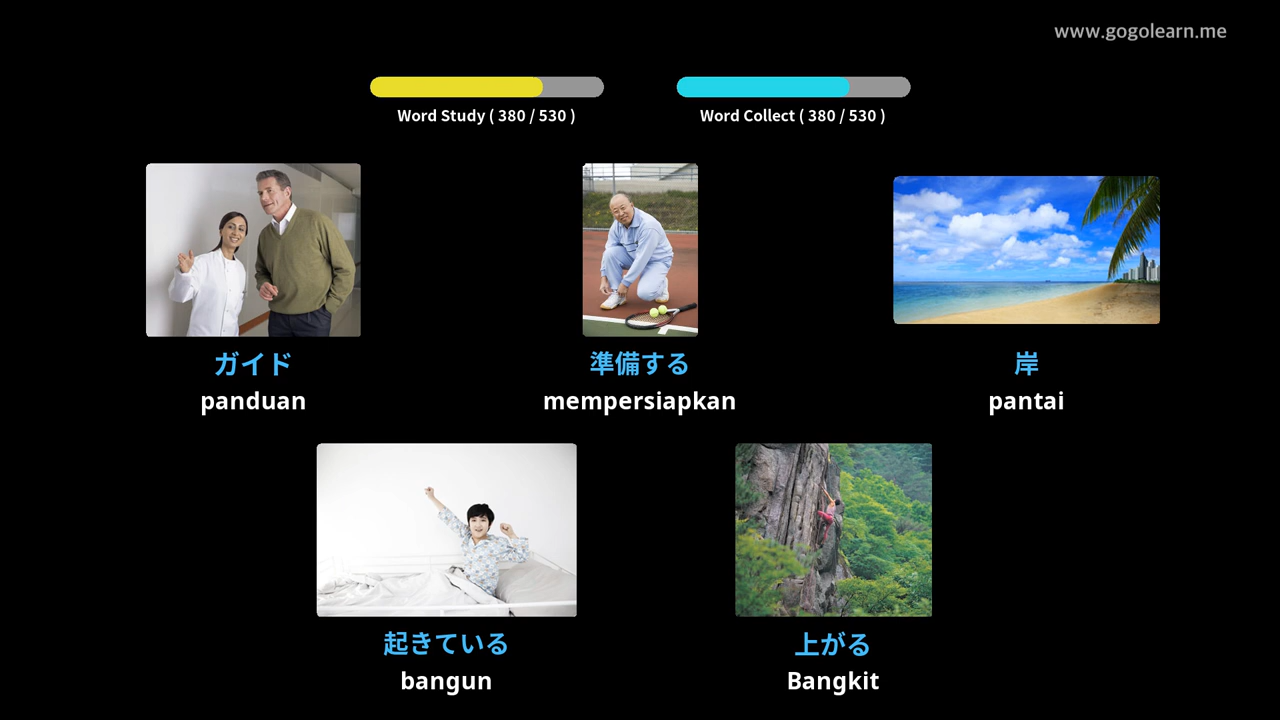 www.gogolearn.me
Word Study ( 380 / 530 )
Word Collect ( 380 / 530 )
ガイド
panduan
準備する
mempersiapkan
岸
pantai
起きている
bangun
上がる
Bangkit